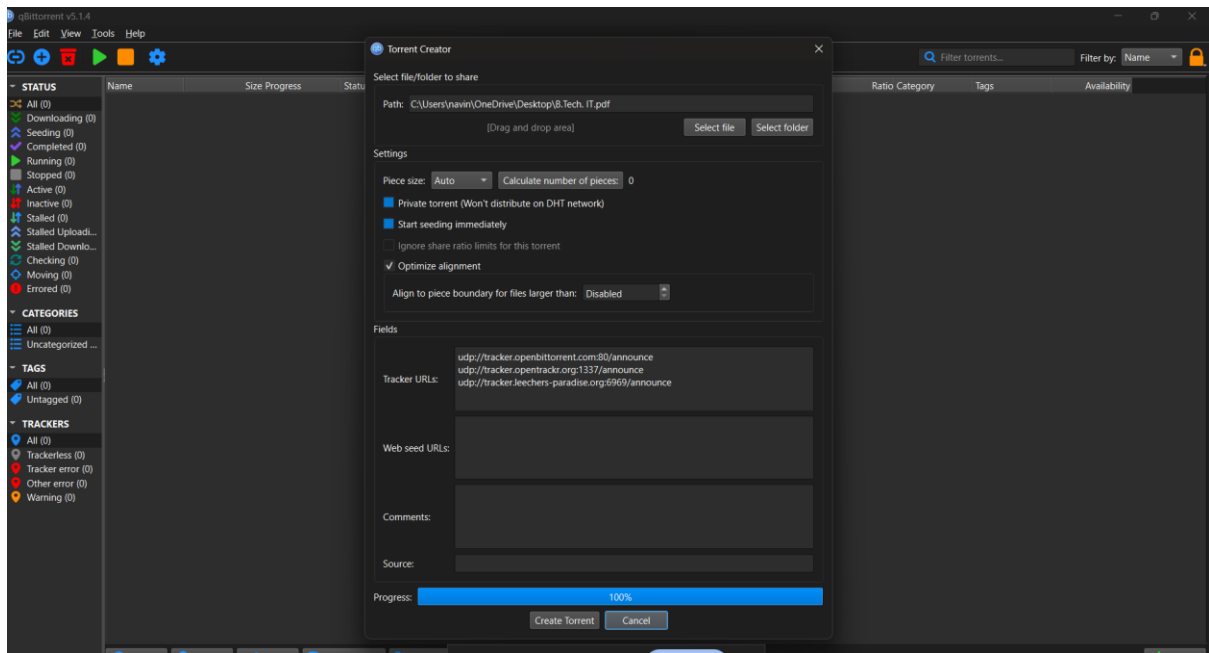 qBittorrent v5.1.4
File Edit View Tools Help
Filter torrents...
Filter by: Name
STATUS
All (0)
Downloading (0)
Seeding (0)
Completed (0)
Running (0)
Stopped (0)
Active (0)
Inactive (0)
Stalled (0)
Stalled Uploadi...
Stalled Downlo...
Checking (0)
Moving (0)
Errored (0)
CATEGORIES
All (0)
Uncategorized ...
TAGS
All (0)
Untagged (0)
TRACKERS
All (0)
Trackerless (0)
Tracker error (0)
Other error (0)
Warning (0)
Name Size Progress Statu Ratio Category Tags Availability
Torrent Creator
Select file/folder to share
Path: C:\Users\navin\OneDrive\Desktop\B.Tech. IT.pdf
[Drag and drop area] Select file Select folder
Settings
Piece size: Auto Calculate number of pieces: 0
Private torrent (Won't distribute on DHT network)
Start seeding immediately
Ignore share ratio limits for this torrent
Optimize alignment
Align to piece boundary for files larger than: Disabled
Fields
Tracker URLs:
udp://tracker.openbittorrent.com:80/announce
udp://tracker.opentrackr.org:1337/announce
udp://tracker.leechers-paradise.org:6969/announce
Web seed URLs:
Comments:
Source:
Progress: 100%
Create Torrent Cancel